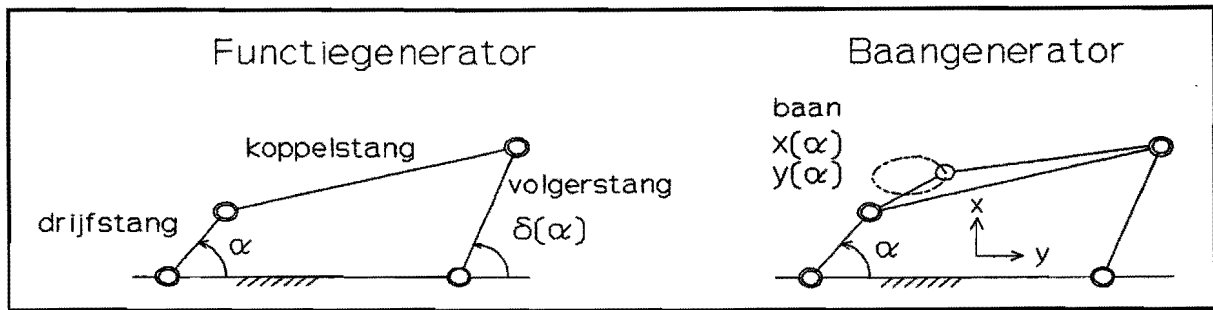 Functiegenerator
koppelstang
drijfstang
α
volgerstang
δ(α)
Baangenerator
baan
x(α)
y(α)
α
x
y